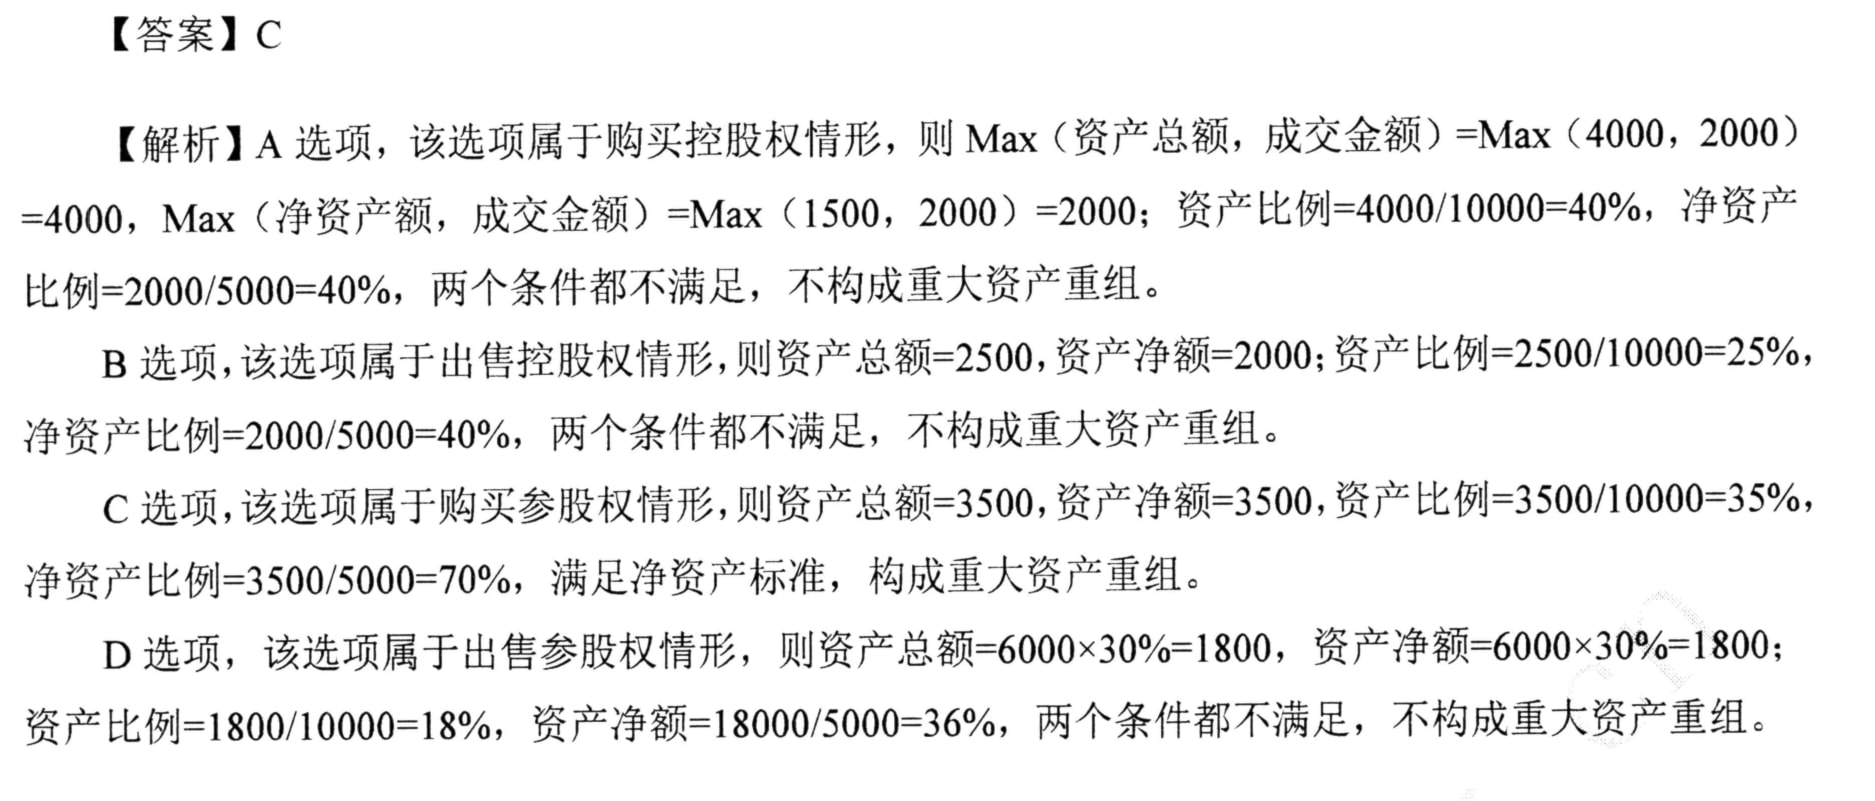 【答案】C
【解析】A 选项，该选项属于购买控股权情形，则 Max（资产总额，成交金额）=Max（4000，2000）
=4000，Max（净资产额，成交金额）=Max（1500，2000）=2000；资产比例=4000/10000=40%，净资产
比例=2000/5000=40%，两个条件都不满足，不构成重大资产重组。
B 选项，该选项属于出售控股权情形，则资产总额=2500，资产净额=2000；资产比例=2500/10000=25%，
净资产比例=2000/5000=40%，两个条件都不满足，不构成重大资产重组。
C 选项，该选项属于购买参股权情形，则资产总额=3500，资产净额=3500，资产比例=3500/10000=35%，
净资产比例=3500/5000=70%，满足净资产标准，构成重大资产重组。
D 选项，该选项属于出售参股权情形，则资产总额=6000×30%=1800，资产净额=6000×30%=1800；
资产比例=1800/10000=18%，资产净额=18000/5000=36%，两个条件都不满足，不构成重大资产重组。